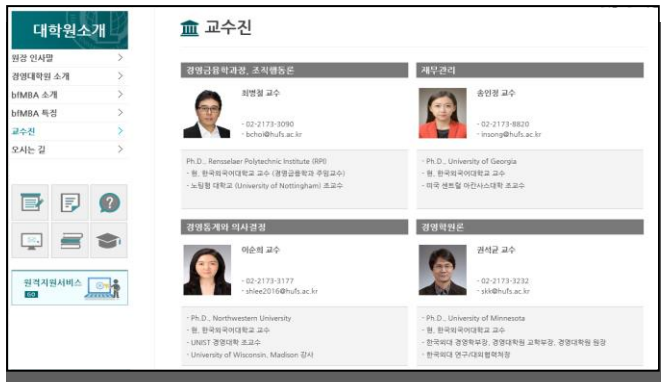 대학원소개
원장 인사말
경영대학원 소개
bfMBA 소개
bfMBA 특징
교수진
오시는 길
원격지원서비스
GO
교수진
경영금융학과장, 조직행동론
최병철 교수
- 02-2173-3090
- bchoi@hufs.ac.kr
Ph.D., Rensselaer Polytechnic Institute (RPI)
- 현, 한국외국어대학교 교수 (경영금융학과 주임교수)
- 노팅험 대학교 (University of Nottingham) 조교수
재무관리
송인정 교수
- 02-2173-8820
- insong@hufs.ac.kr
- Ph.D., University of Georgia
- 현, 한국외국어대학교 교수
- 미국 센트럴 아칸사스대학 조교수
경영통계와 의사결정
이순희 교수
- 02-2173-3177
- shlee2016@hufs.ac.kr
- Ph.D., Northwestern University
- 현, 한국외국어대학교 교수
- UNIST 경영대학 조교수
- University of Wisconsin, Madison 강사
경영학원론
권석균 교수
- 02-2173-3232
- skk@hufs.ac.kr
- Ph.D., University of Minnesota
- 현, 한국외국어대학교 교수
- 한국외대 경영학부장, 경영대학원 교학부장, 경영대학원 원장
- 한국외대 연구/대외협력처장